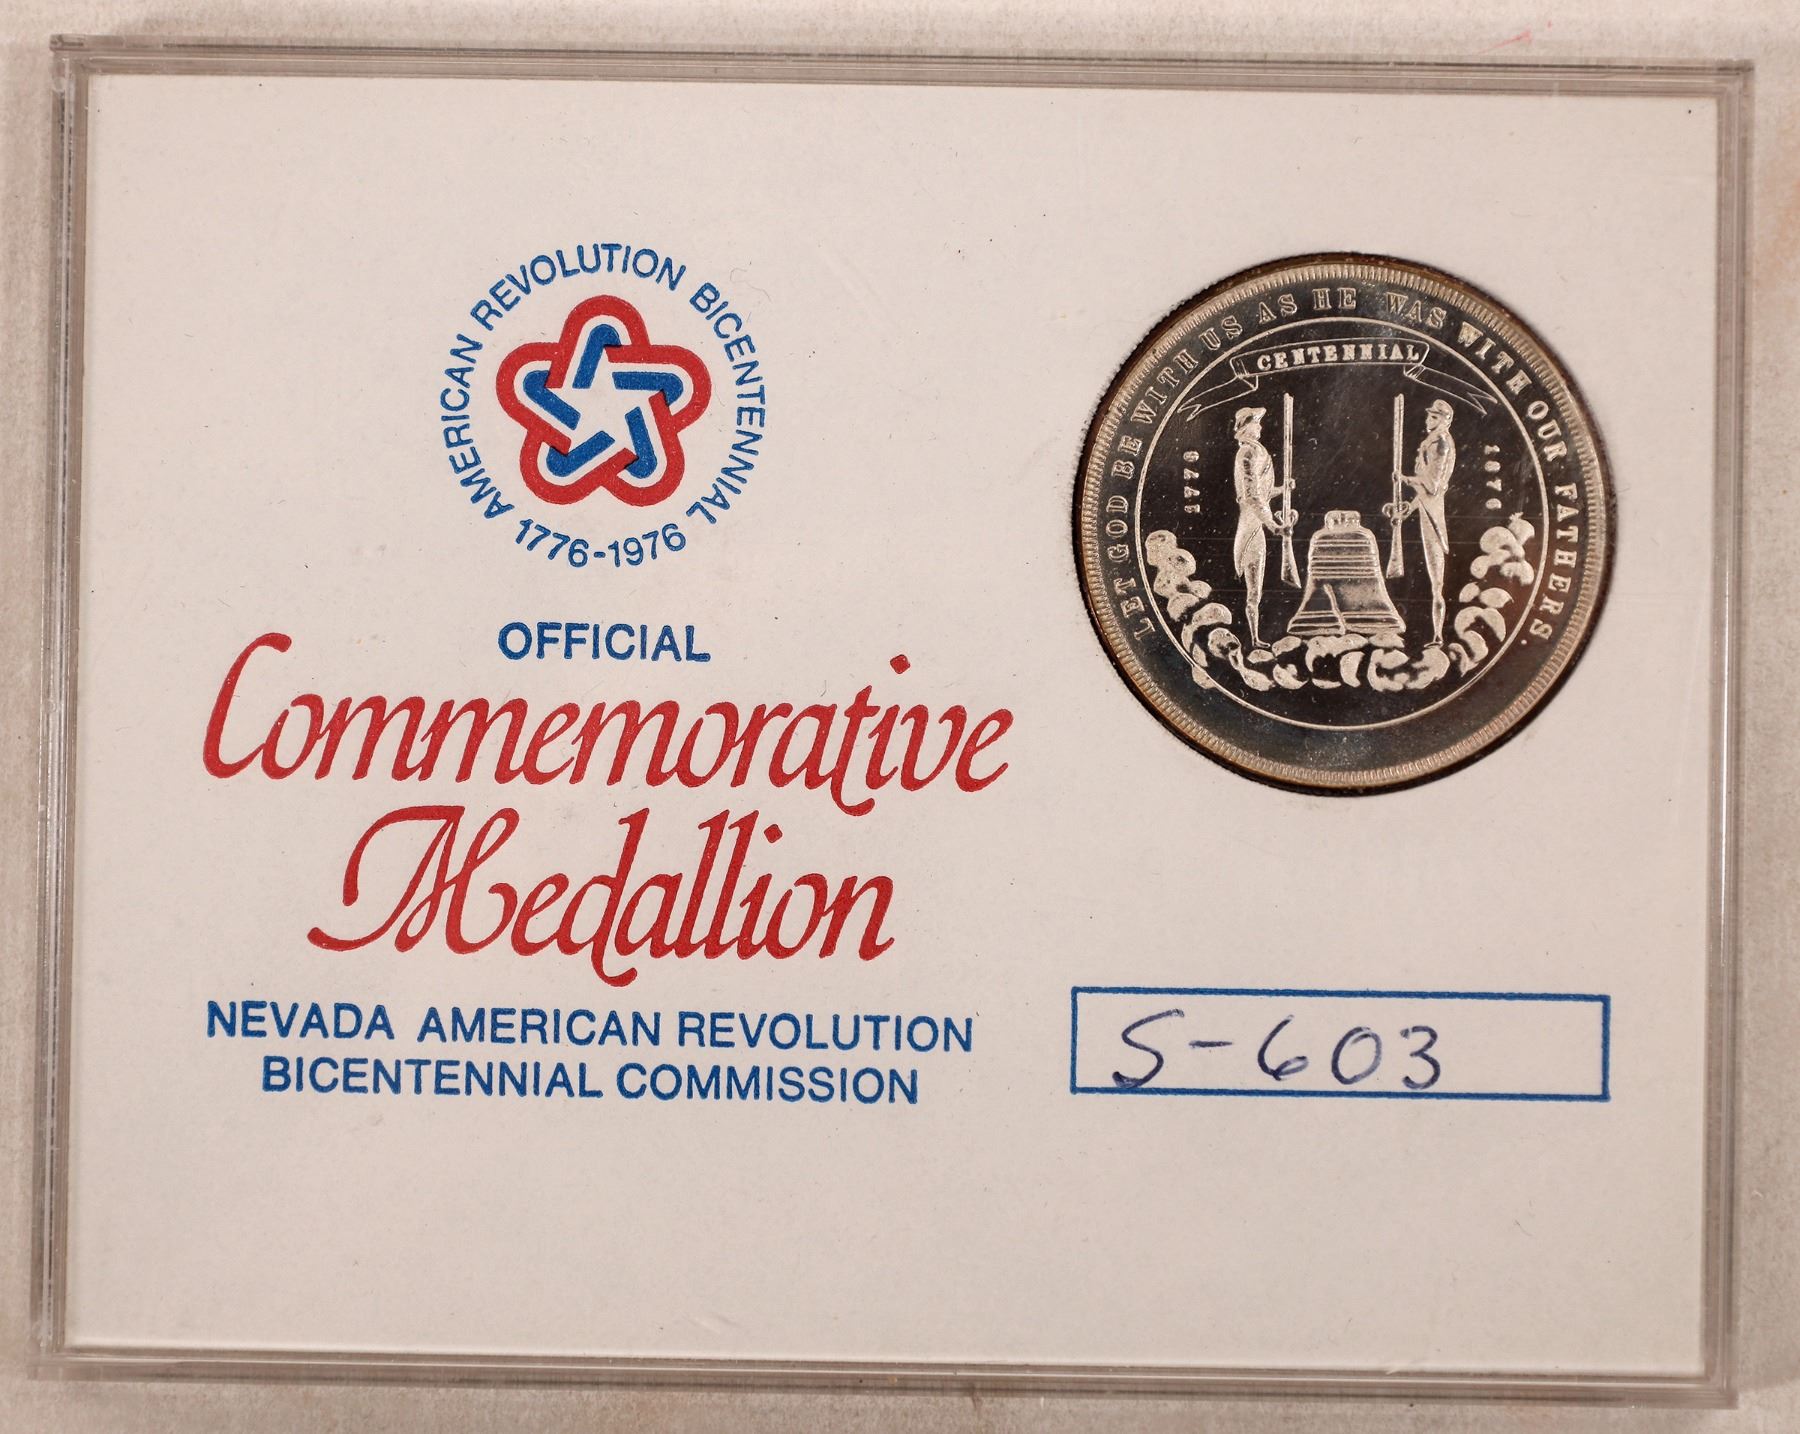 AMERICAN REVOLUTION BICENTENNIAL
1776-1976
OFFICIAL
Commemorative
Medallion
NEVADA AMERICAN REVOLUTION
BICENTENNIAL COMMISSION
LET GOD BE WITH US AS HE WAS WITH OUR FATHERS.
CENTENNIAL
1776
1876
S-603